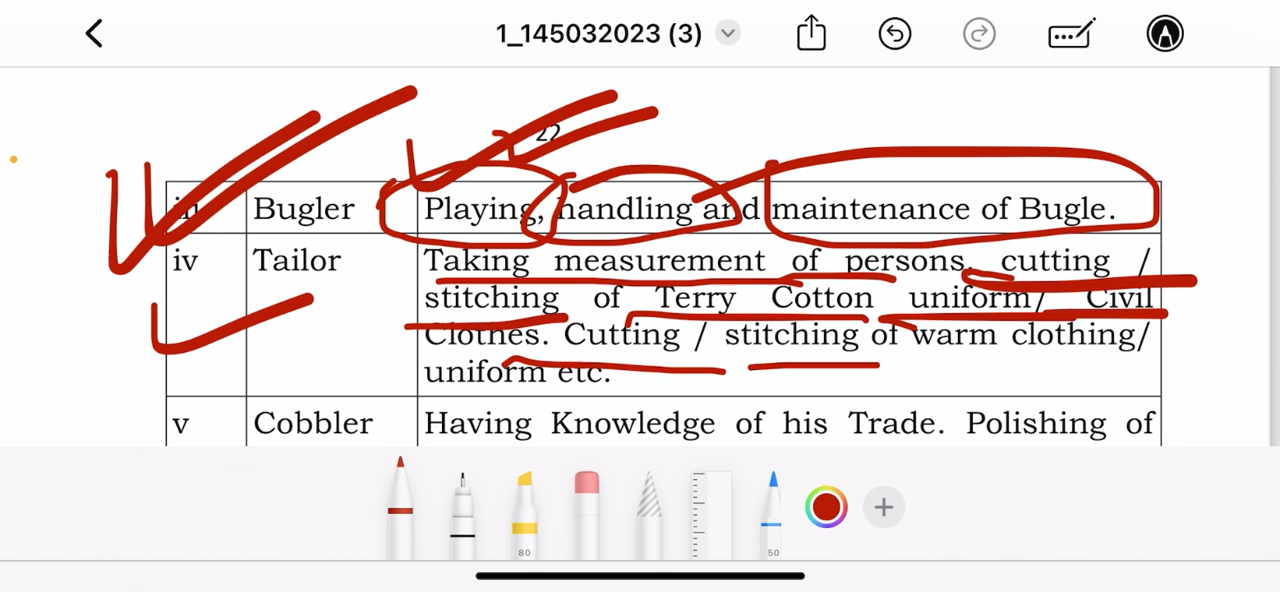 1_145032023 (3)
22
iii Bugler Playing, handling and maintenance of Bugle.
iv Tailor Taking measurement of persons, cutting /
stitching of Terry Cotton uniform/ Civil
Clothes. Cutting / stitching of warm clothing/
uniform etc.
v Cobbler Having Knowledge of his Trade. Polishing of
80
50